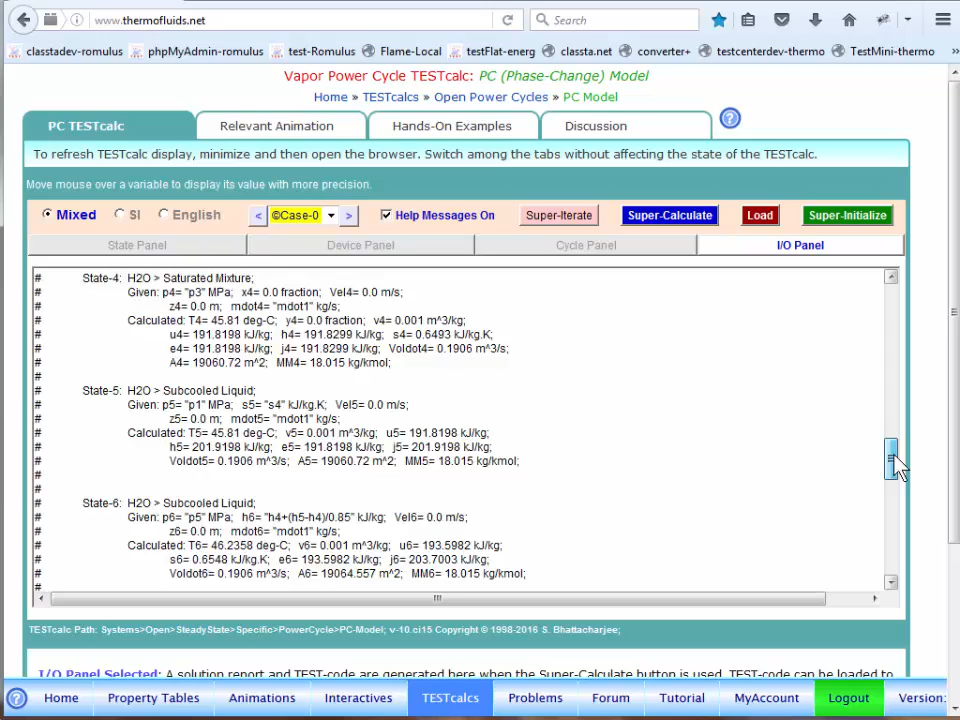 www.thermofluids.net
Search
classtadev-romulus phpMyAdmin-romulus test-Romulus Flame-Local testFlat-energ classta.net converter+ testcenterdev-thermo TestMini-thermo »
Vapor Power Cycle TESTcalc: PC (Phase-Change) Model
Home » TESTcalcs » Open Power Cycles » PC Model
PC TESTcalc Relevant Animation Hands-On Examples Discussion ?
To refresh TESTcalc display, minimize and then open the browser. Switch among the tabs without affecting the state of the TESTcalc.
Move mouse over a variable to display its value with more precision.
Mixed SI English < ©Case-0 > Help Messages On Super-Iterate Super-Calculate Load Super-Initialize
State Panel Device Panel Cycle Panel I/O Panel
# State-4: H2O > Saturated Mixture;
# Given: p4= "p3" MPa; x4= 0.0 fraction; Vel4= 0.0 m/s;
# z4= 0.0 m; mdot4= "mdot1" kg/s;
# Calculated: T4= 45.81 deg-C; y4= 0.0 fraction; v4= 0.001 m^3/kg;
# u4= 191.8198 kJ/kg; h4= 191.8299 kJ/kg; s4= 0.6493 kJ/kg.K;
# e4= 191.8198 kJ/kg; j4= 191.8299 kJ/kg; Voldot4= 0.1906 m^3/s;
# A4= 19060.72 m^2; MM4= 18.015 kg/kmol;
#
# State-5: H2O > Subcooled Liquid;
# Given: p5= "p1" MPa; s5= "s4" kJ/kg.K; Vel5= 0.0 m/s;
# z5= 0.0 m; mdot5= "mdot1" kg/s;
# Calculated: T5= 45.81 deg-C; v5= 0.001 m^3/kg; u5= 191.8198 kJ/kg;
# h5= 201.9198 kJ/kg; e5= 191.8198 kJ/kg; j5= 201.9198 kJ/kg;
# Voldot5= 0.1906 m^3/s; A5= 19060.72 m^2; MM5= 18.015 kg/kmol;
#
#
# State-6: H2O > Subcooled Liquid;
# Given: p6= "p5" MPa; h6= "h4+(h5-h4)/0.85" kJ/kg; Vel6= 0.0 m/s;
# z6= 0.0 m; mdot6= "mdot1" kg/s;
# Calculated: T6= 46.2358 deg-C; v6= 0.001 m^3/kg; u6= 193.5982 kJ/kg;
# s6= 0.6548 kJ/kg.K; e6= 193.5982 kJ/kg; j6= 203.7003 kJ/kg;
# Voldot6= 0.1906 m^3/s; A6= 19064.557 m^2; MM6= 18.015 kg/kmol;
#
TESTcalc Path: Systems>Open>SteadyState>Specific>PowerCycle>PC-Model; v-10.ci15 Copyright © 1998-2016 S. Bhattacharjee;
I/O Panel Selected: A solution report and TEST-code are generated here when the Super-Calculate button is used. TEST-code can be loaded to
? Home Property Tables Animations Interactives TESTcalcs Problems Forum Tutorial MyAccount Logout Version: